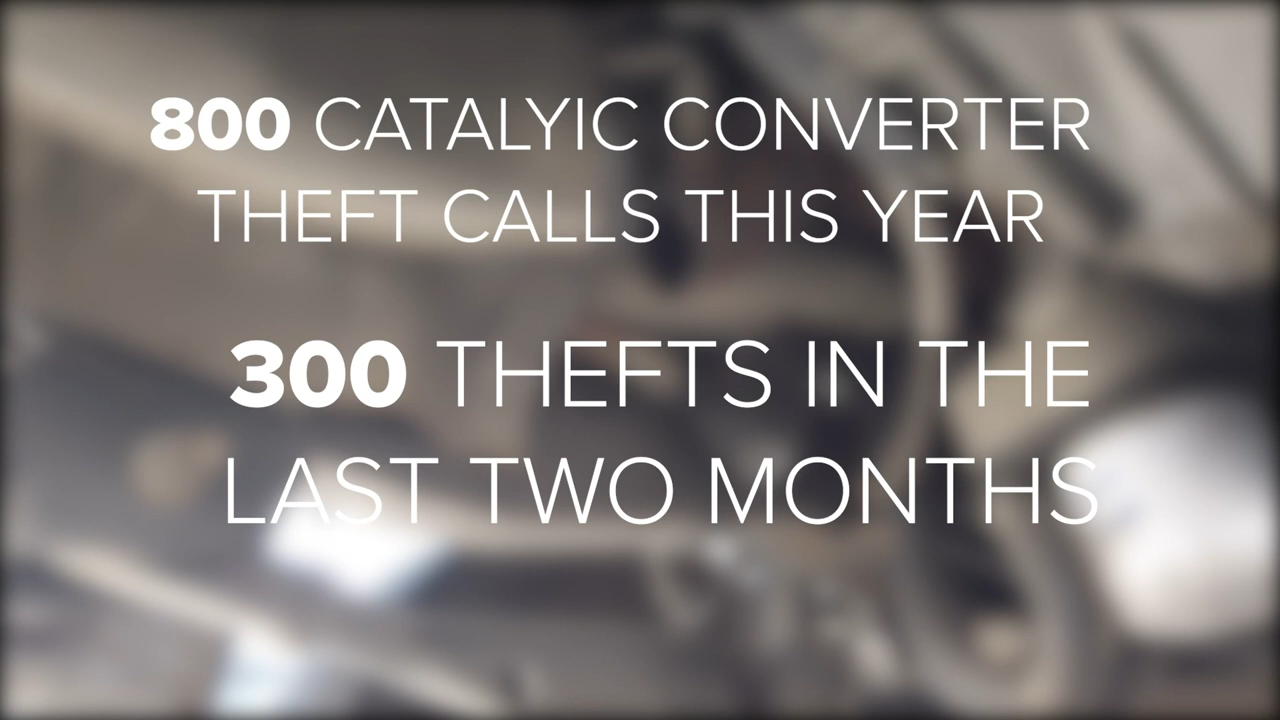 800 CATALYIC CONVERTER
THEFT CALLS THIS YEAR
300 THEFTS IN THE
LAST TWO MONTHS